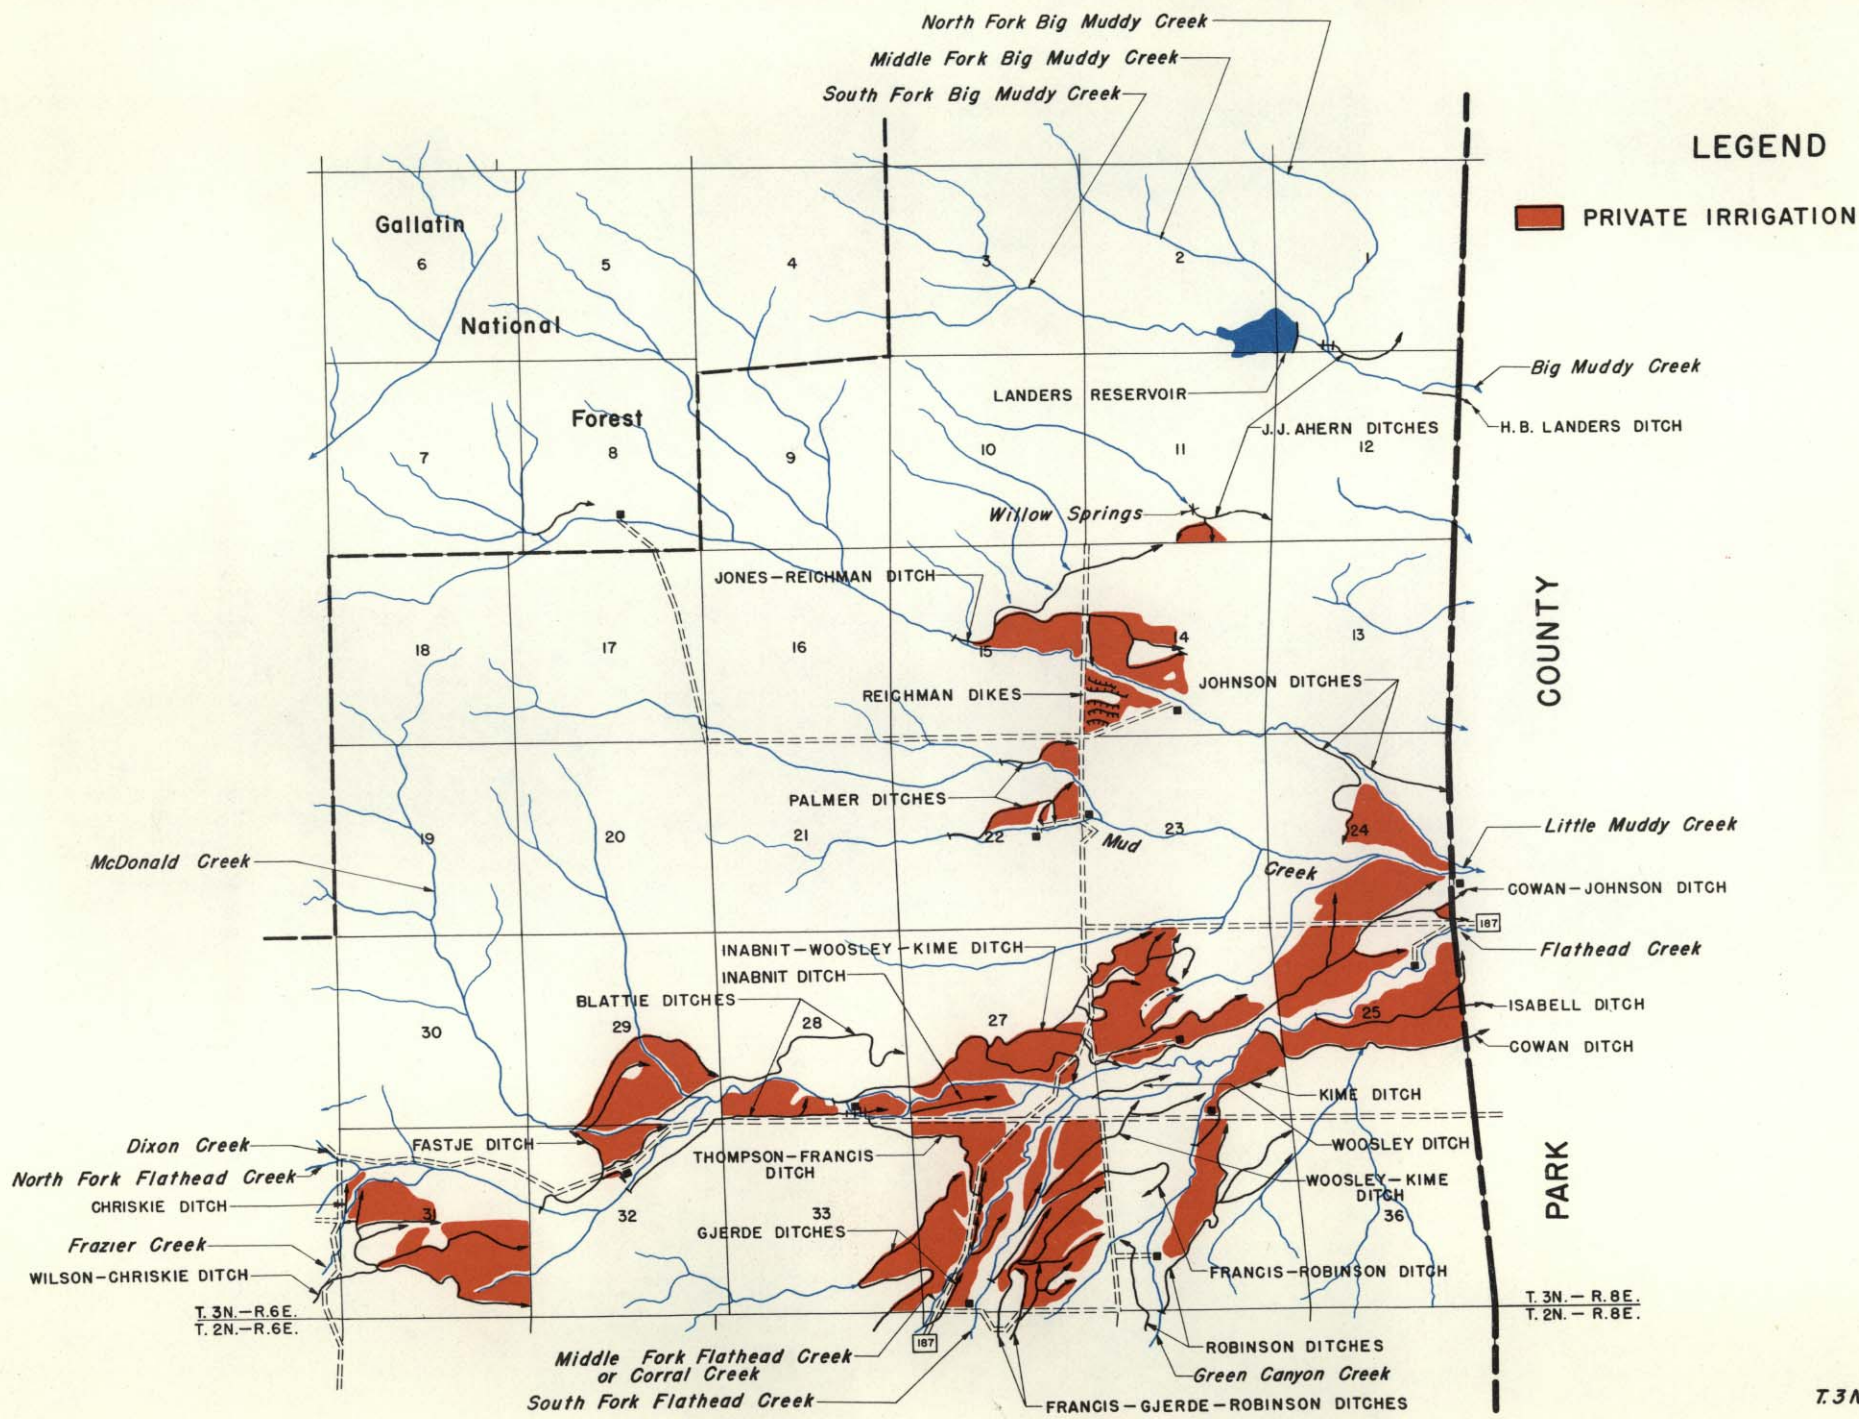 North Fork Big Muddy Creek
Middle Fork Big Muddy Creek
South Fork Big Muddy Creek
LEGEND
PRIVATE IRRIGATION
Gallatin
6
5
4
3
2
1
National
LANDERS RESERVOIR
Big Muddy Creek
Forest
J.J. AHERN DITCHES
H.B. LANDERS DITCH
7
8
9
10
11
12
Willow Springs
JONES-REICHMAN DITCH
COUNTY
18
17
16
15
14
13
REICHMAN DIKES
JOHNSON DITCHES
PALMER DITCHES
19
20
21
22
23
24
Mud
Creek
Little Muddy Creek
McDonald Creek
COWAN-JOHNSON DITCH
187
Flathead Creek
INABNIT-WOOSLEY-KIME DITCH
INABNIT DITCH
BLATTIE DITCHES
ISABELL DITCH
30
29
28
27
25
COWAN DITCH
KIME DITCH
Dixon Creek
FASTJE DITCH
WOOSLEY DITCH
THOMPSON-FRANCIS
DITCH
North Fork Flathead Creek
WOOSLEY-KIME
DITCH
PARK
CHRISKIE DITCH
31
32
33
36
GJERDE DITCHES
Frazier Creek
FRANCIS-ROBINSON DITCH
WILSON-CHRISKIE DITCH
T. 3N.-R.6E.
T. 2N.-R.6E.
T. 3N.- R.8E.
T. 2N.- R.8E.
187
ROBINSON DITCHES
Middle Fork Flathead Creek
or Corral Creek
Green Canyon Creek
South Fork Flathead Creek
FRANCIS-GJERDE-ROBINSON DITCHES
T.3N